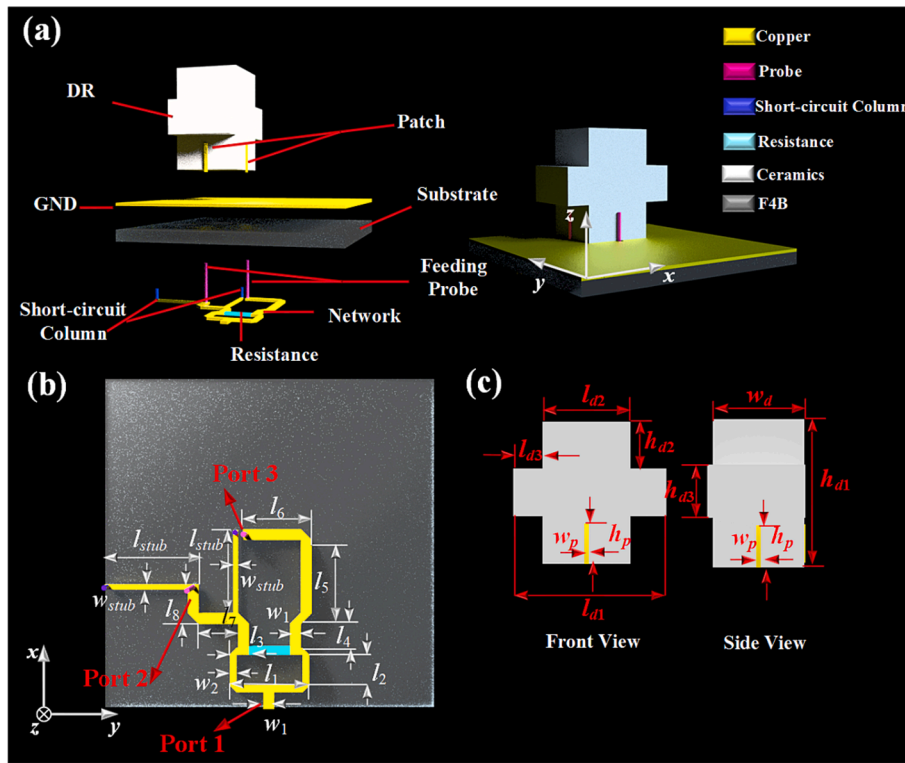 (a)
DR
Patch
GND
Substrate
Feeding
Probe
Short-circuit
Column
Network
Resistance
z
y
x
Copper
Probe
Short-circuit Column
Resistance
Ceramics
F4B
(b)
Port 3
l6
lstub
lstub
l5
wstub
wstub
l8
l7
w1
l4
l3
Port 2
w2
l1
l2
w1
Port 1
x
z
y
(c)
ld2
wd
hd2
ld3
hd3
hd1
wp
hp
wp
hp
ld1
Front View
Side View